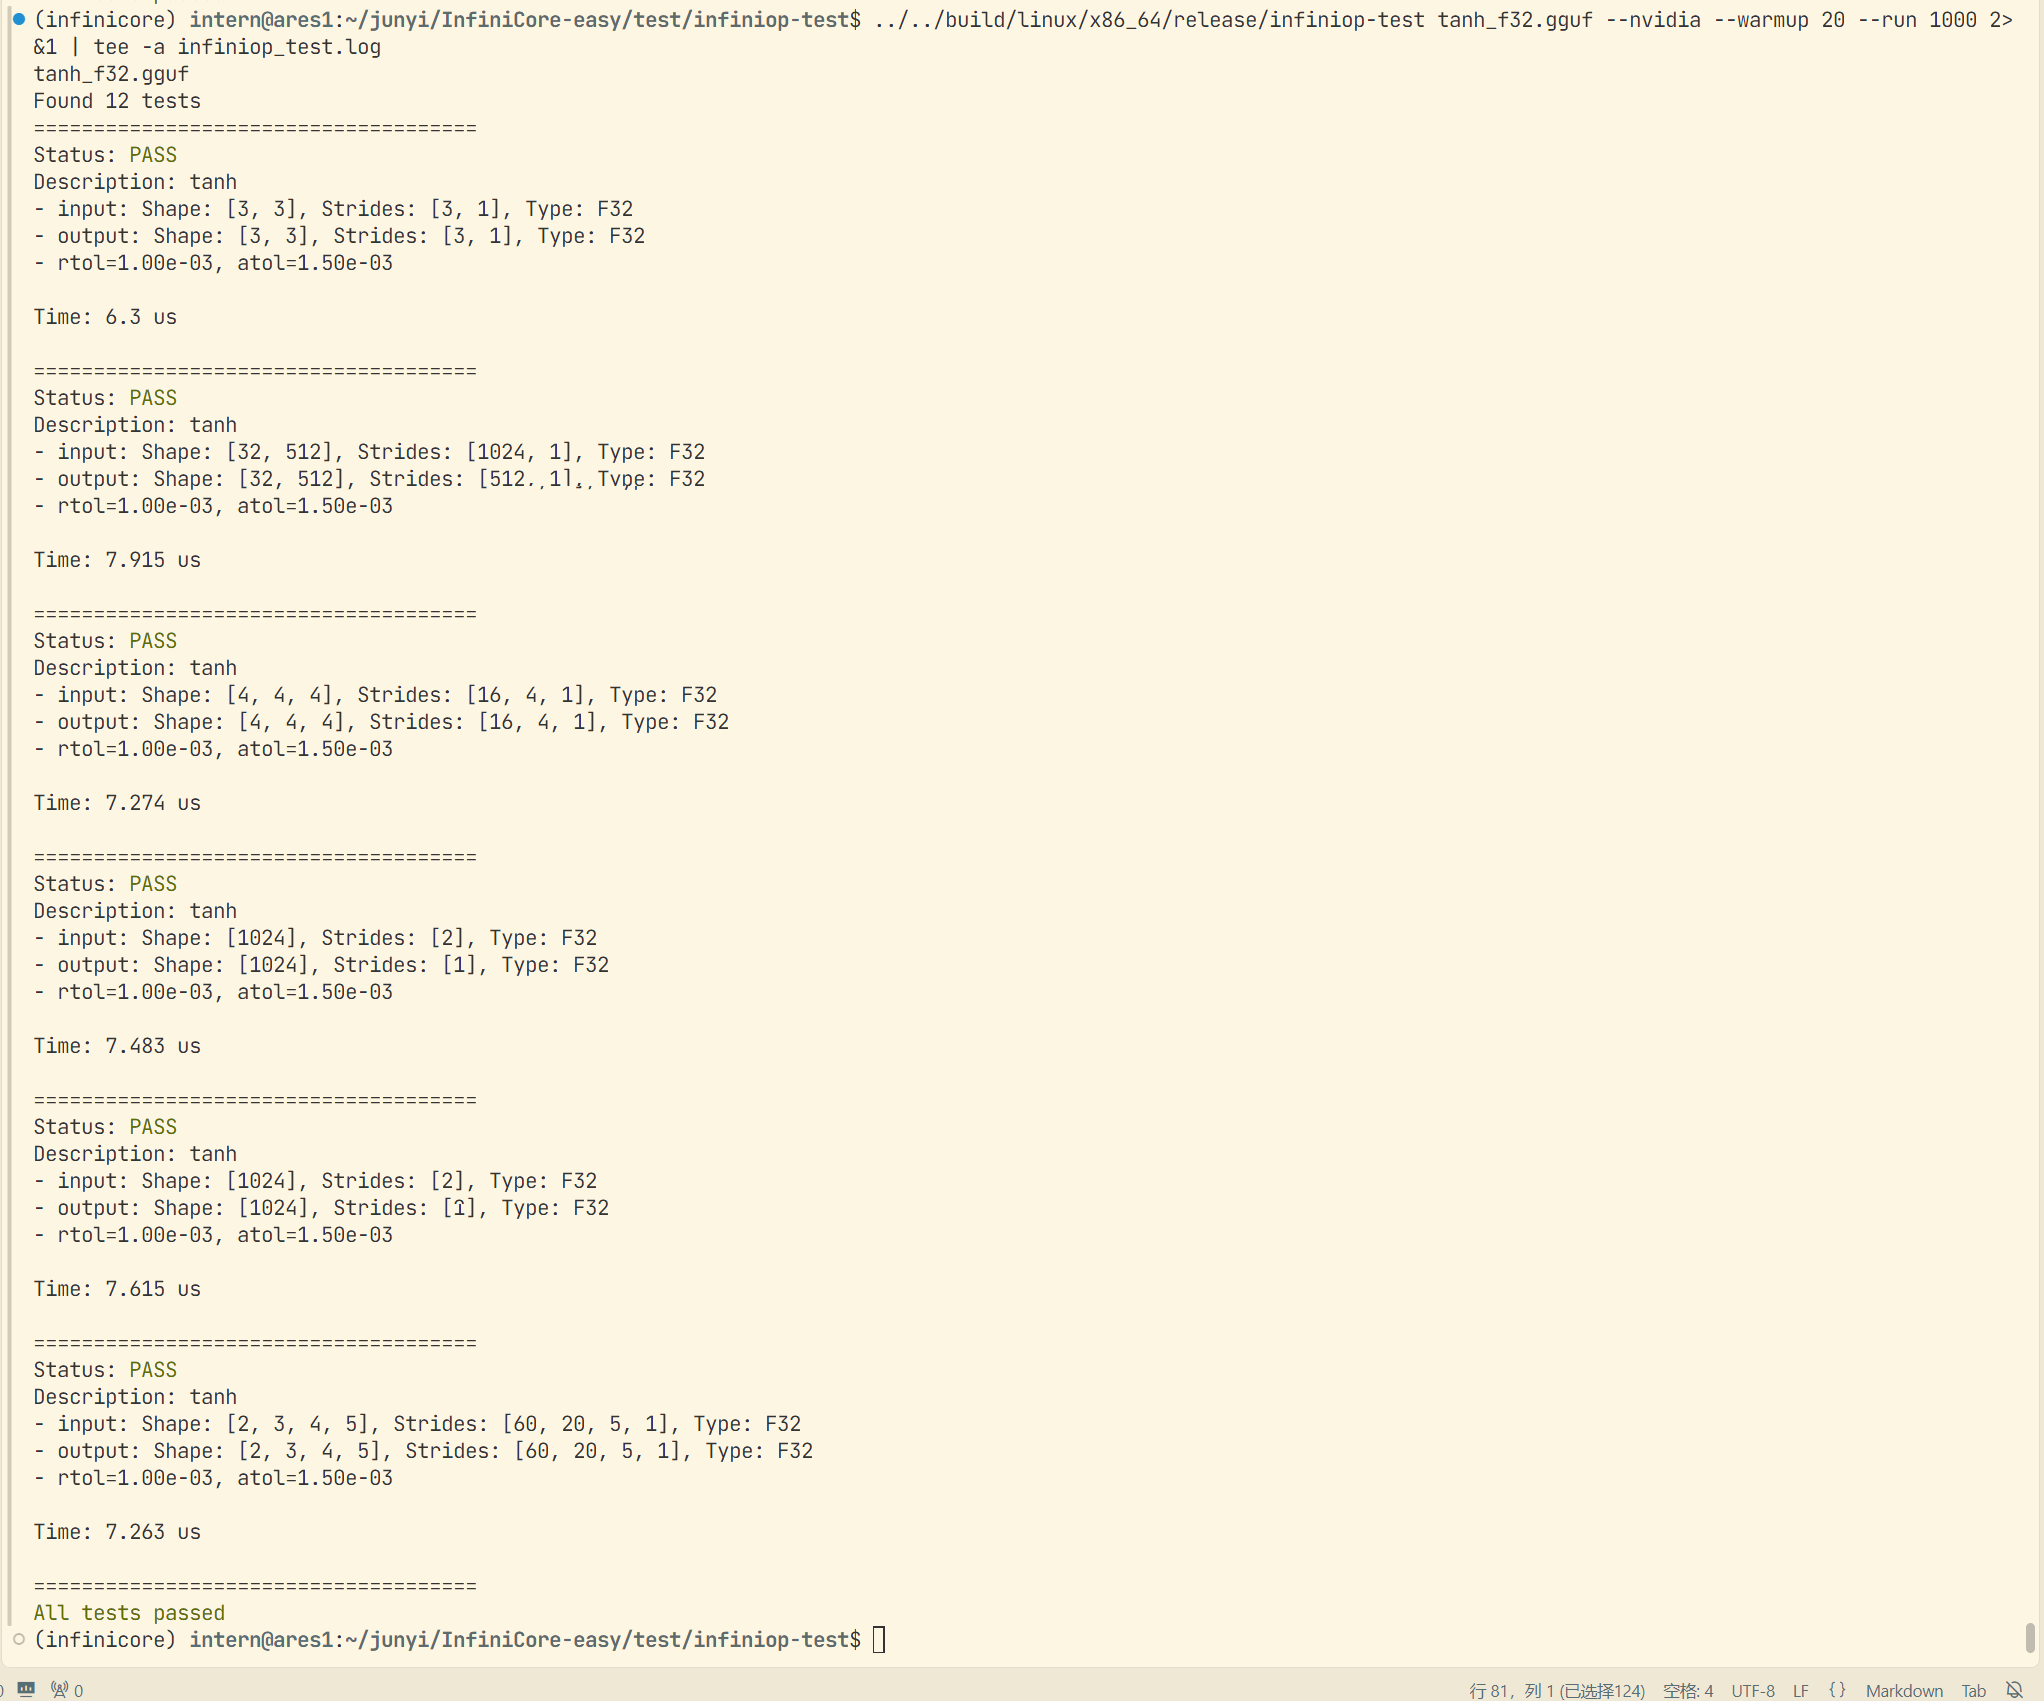 (infinicore) intern@ares1:~/junyi/InfiniCore-easy/test/infiniop-test$ ../../build/linux/x86_64/release/infiniop-test tanh_f32.gguf --nvidia --warmup 20 --run 1000 2>
&1 | tee -a infiniop_test.log
tanh_f32.gguf
Found 12 tests
=====================================
Status: PASS
Description: tanh
- input: Shape: [3, 3], Strides: [3, 1], Type: F32
- output: Shape: [3, 3], Strides: [3, 1], Type: F32
- rtol=1.00e-03, atol=1.50e-03
Time: 6.3 us
=====================================
Status: PASS
Description: tanh
- input: Shape: [32, 512], Strides: [1024, 1], Type: F32
- output: Shape: [32, 512], Strides: [512, 1], Type: F32
- rtol=1.00e-03, atol=1.50e-03
Time: 7.915 us
=====================================
Status: PASS
Description: tanh
- input: Shape: [4, 4, 4], Strides: [16, 4, 1], Type: F32
- output: Shape: [4, 4, 4], Strides: [16, 4, 1], Type: F32
- rtol=1.00e-03, atol=1.50e-03
Time: 7.274 us
=====================================
Status: PASS
Description: tanh
- input: Shape: [1024], Strides: [2], Type: F32
- output: Shape: [1024], Strides: [1], Type: F32
- rtol=1.00e-03, atol=1.50e-03
Time: 7.483 us
=====================================
Status: PASS
Description: tanh
- input: Shape: [1024], Strides: [2], Type: F32
- output: Shape: [1024], Strides: [1], Type: F32
- rtol=1.00e-03, atol=1.50e-03
Time: 7.615 us
=====================================
Status: PASS
Description: tanh
- input: Shape: [2, 3, 4, 5], Strides: [60, 20, 5, 1], Type: F32
- output: Shape: [2, 3, 4, 5], Strides: [60, 20, 5, 1], Type: F32
- rtol=1.00e-03, atol=1.50e-03
Time: 7.263 us
=====================================
All tests passed
(infinicore) intern@ares1:~/junyi/InfiniCore-easy/test/infiniop-test$
0 行 81，列 1 (已选择124) 空格: 4 UTF-8 LF {} Markdown Tab